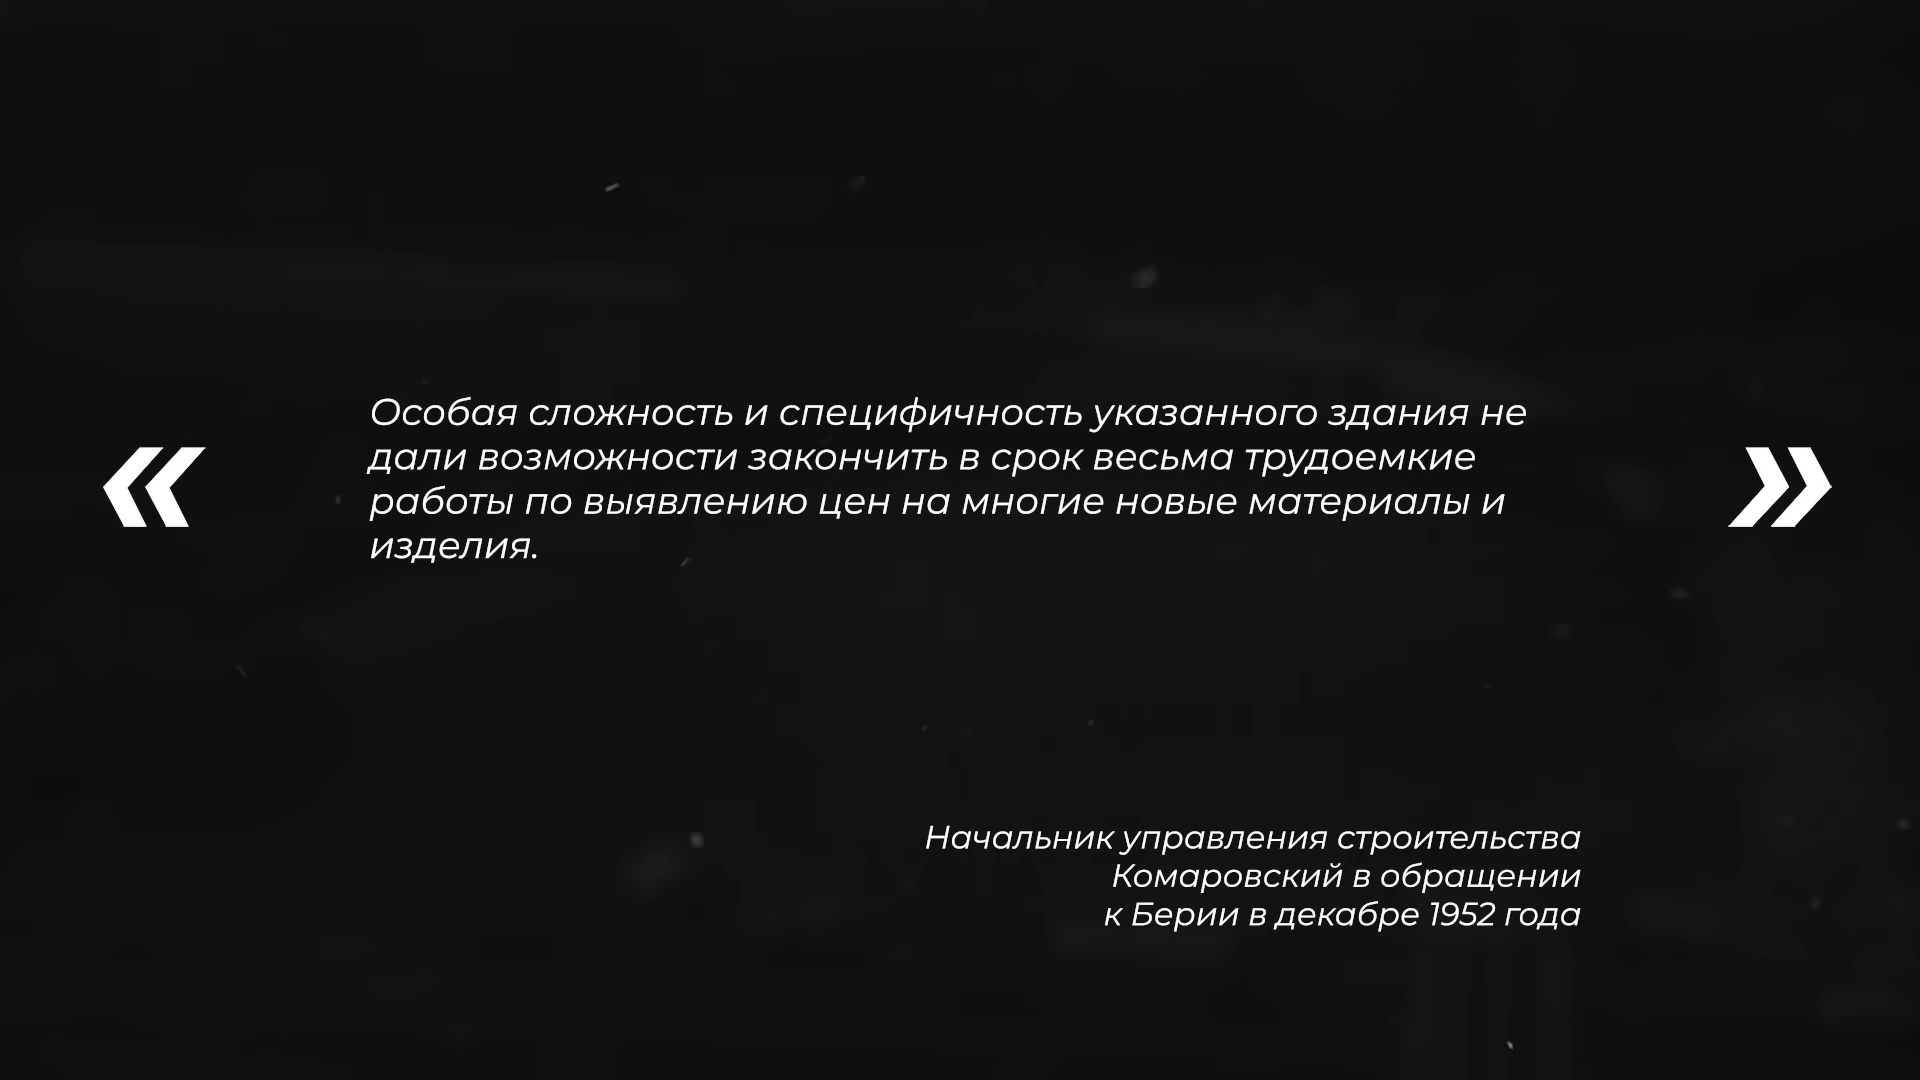 «
Особая сложность и специфичность указанного здания не
дали возможности закончить в срок весьма трудоемкие
работы по выявлению цен на многие новые материалы и
изделия.
»
Начальник управления строительства
Комаровский в обращении
к Берии в декабре 1952 года